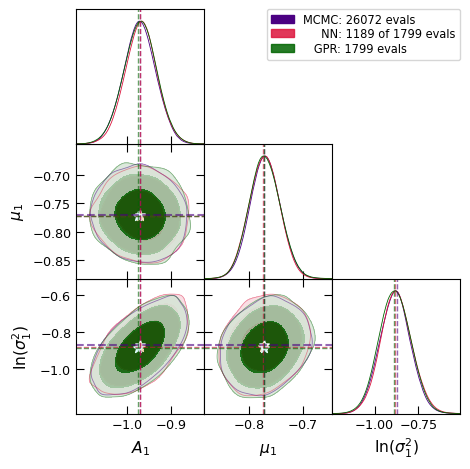 MCMC: 26072 evals
NN: 1189 of 1799 evals
GPR: 1799 evals
−0.70
−0.75
−0.80
−0.85
μ₁
−0.6
−0.8
−1.0
ln(σ₁²)
−1.0 −0.9 −0.8 −0.7 −1.00 −0.75
A₁ μ₁ ln(σ₁²)